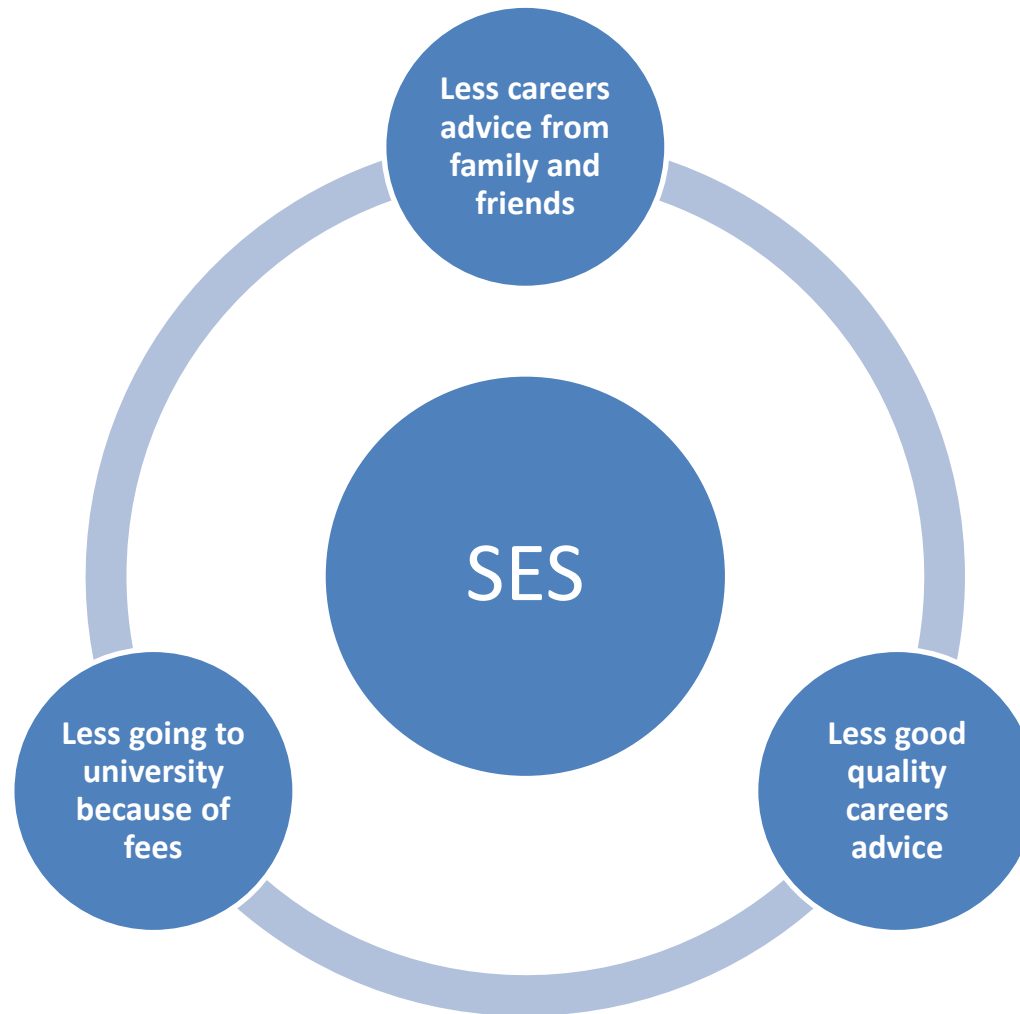 Less careers
advice from
family and
friends
SES
Less going to
university
because of
fees
Less good
quality
careers
advice